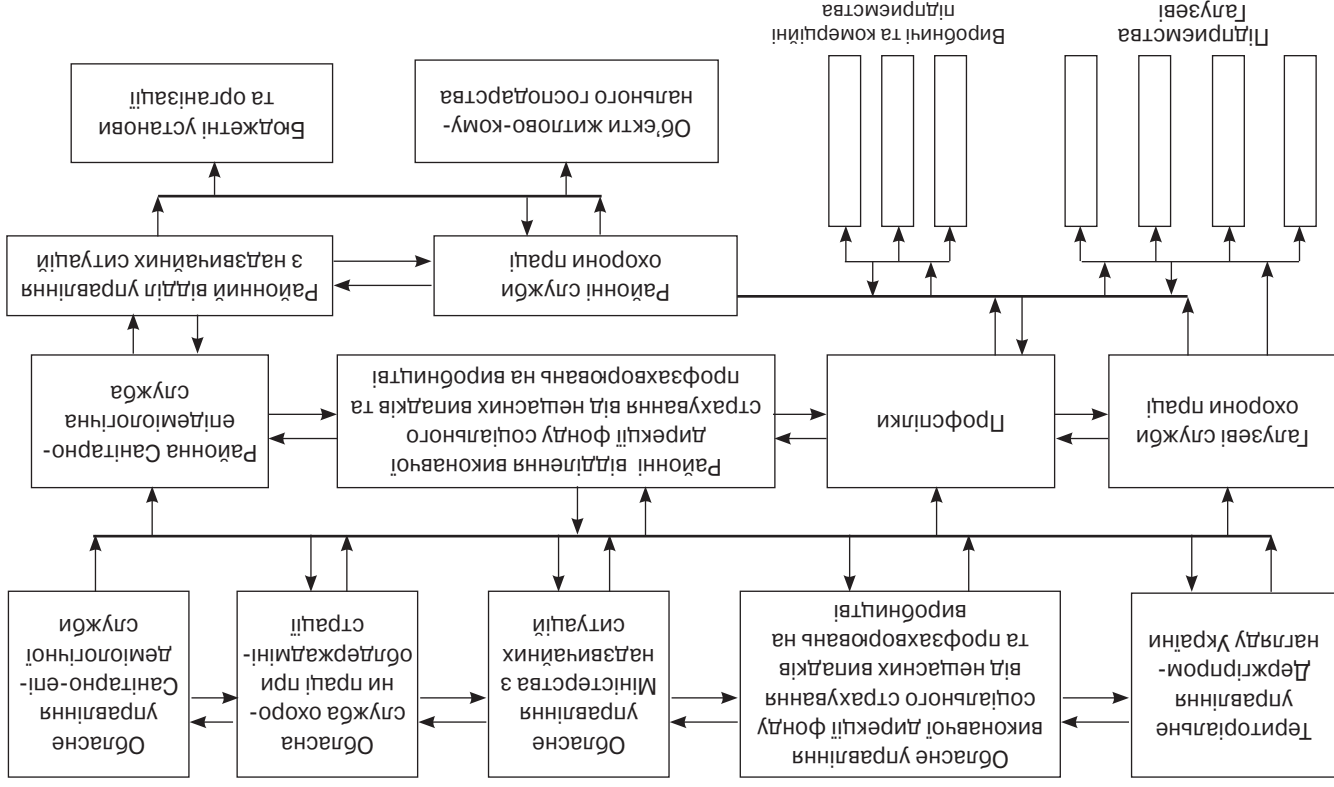 Територіальне
управління
Держгірпром-
нагляду України
Обласне управління
виконавчої дирекції фонду
соціального страхування
від нещасних випадків
та профзахворювань на
виробництві
Обласне
управління
Міністерства з
надзвичайних
ситуацій
Обласна
служба охоро-
ни праці при
облдержадміні-
страції
Обласне
управління
Санітарно-епі-
деміологічної
служби
Галузеві служби
охорони праці
Профспілки
Районні відділення виконавчої
дирекції фонду соціального
страхування від нещасних випадків та
профзахворювань на виробництві
Районна Санітарно-
епідеміологічна
служба
Районні служби
охорони праці
Районний відділ управління
з надзвичайних ситуацій
Підприємства
Галузеві
Виробничі та комерційні
підприємства
Об’єкти житлово-кому-
нального господарства
Бюджетні установи
та організації